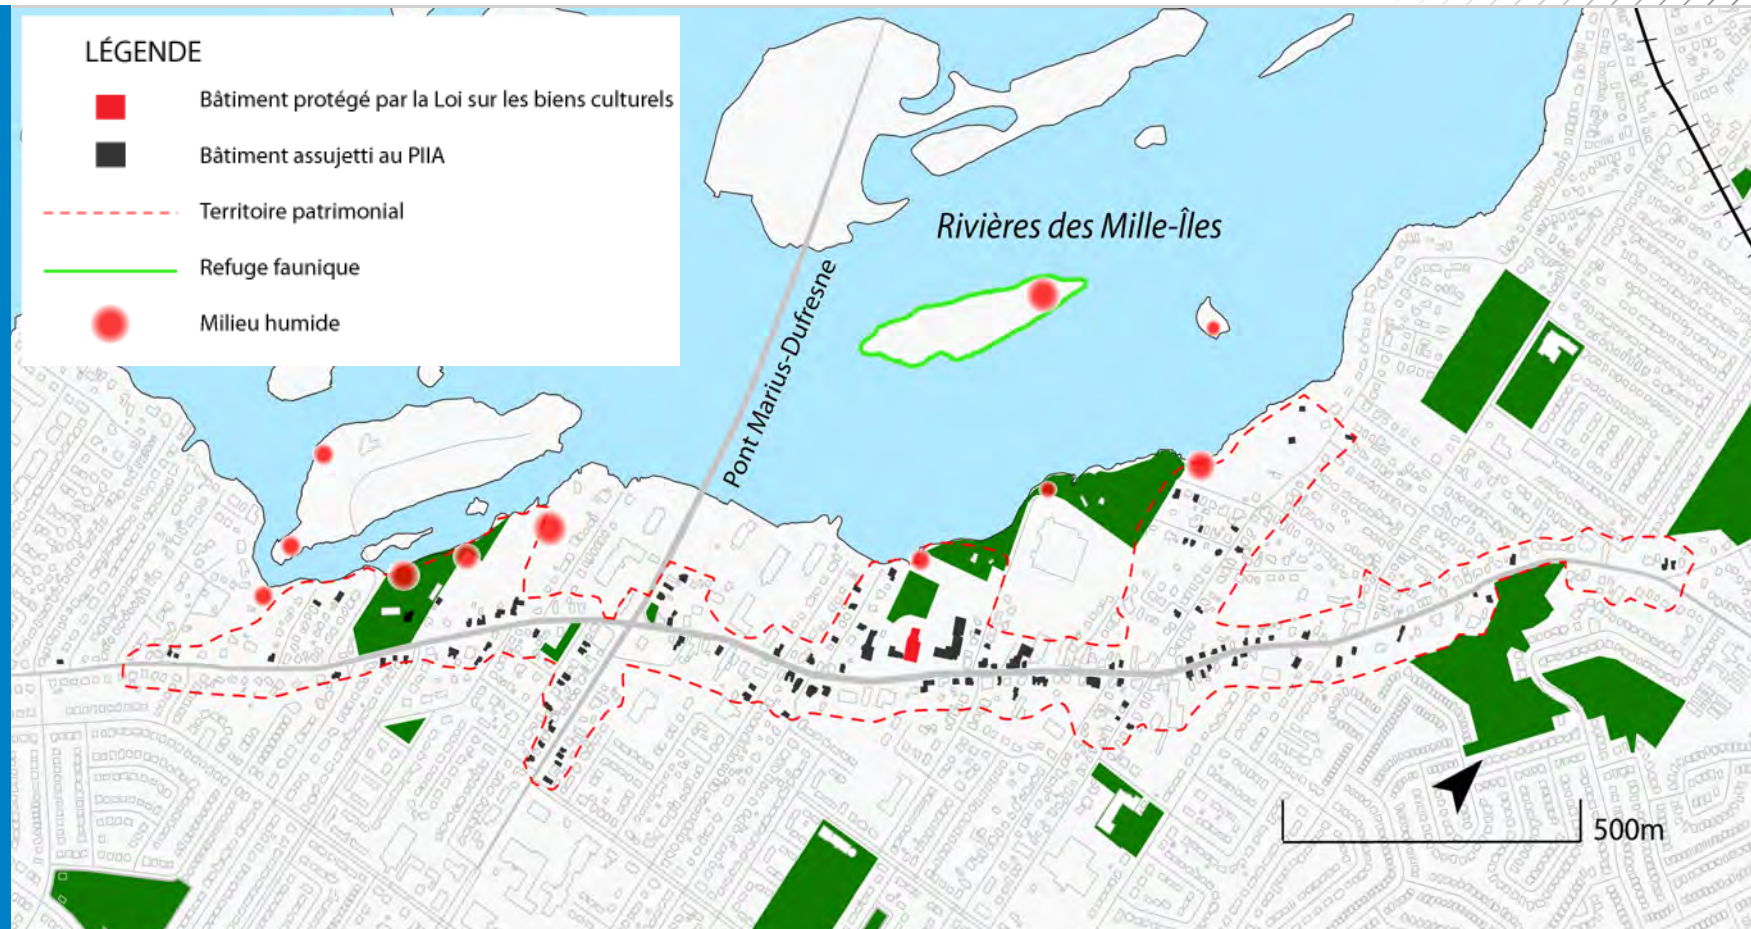 LÉGENDE
Bâtiment protégé par la Loi sur les biens culturels
Bâtiment assujetti au PIIA
Territoire patrimonial
Refuge faunique
Milieu humide
Rivières des Mille-Îles
Pont Marius-Dufresne
500m